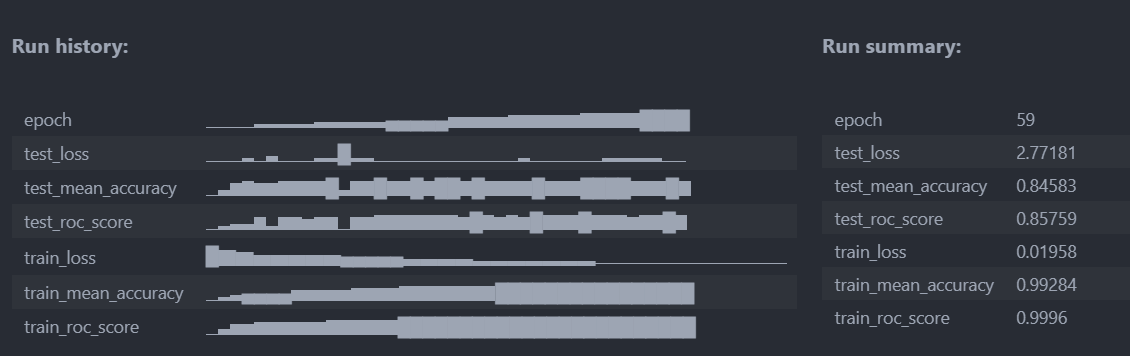 Run history:
epoch
test_loss
test_mean_accuracy
test_roc_score
train_loss
train_mean_accuracy
train_roc_score
Run summary:
epoch 59
test_loss 2.77181
test_mean_accuracy 0.84583
test_roc_score 0.85759
train_loss 0.01958
train_mean_accuracy 0.99284
train_roc_score 0.9996